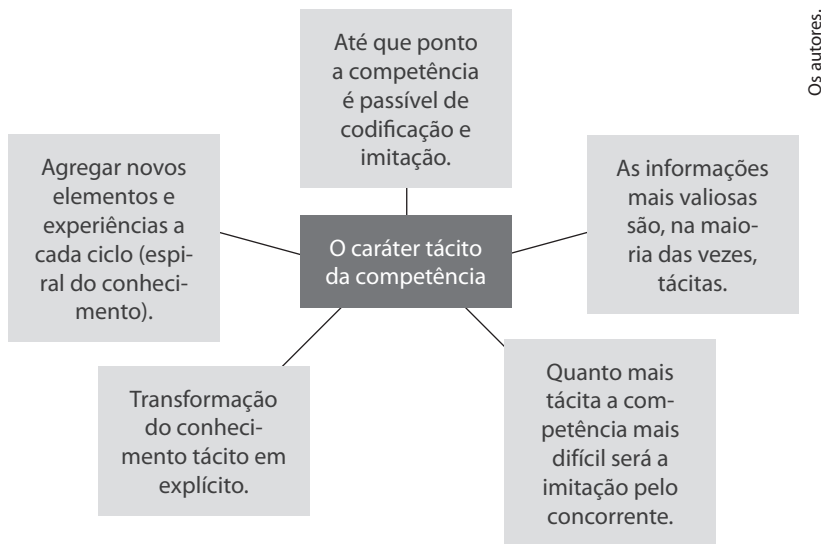 Os autores.
Até que ponto
a competência
é passível de
codificação e
imitação.
Agregar novos
elementos e
experiências a
cada ciclo (espi-
ral do conheci-
mento).
O caráter tácito
da competência
As informações
mais valiosas
são, na maio-
ria das vezes,
tácitas.
Transformação
do conheci-
mento tácito em
explícito.
Quanto mais
tácita a com-
petência mais
difícil será a
imitação pelo
concorrente.